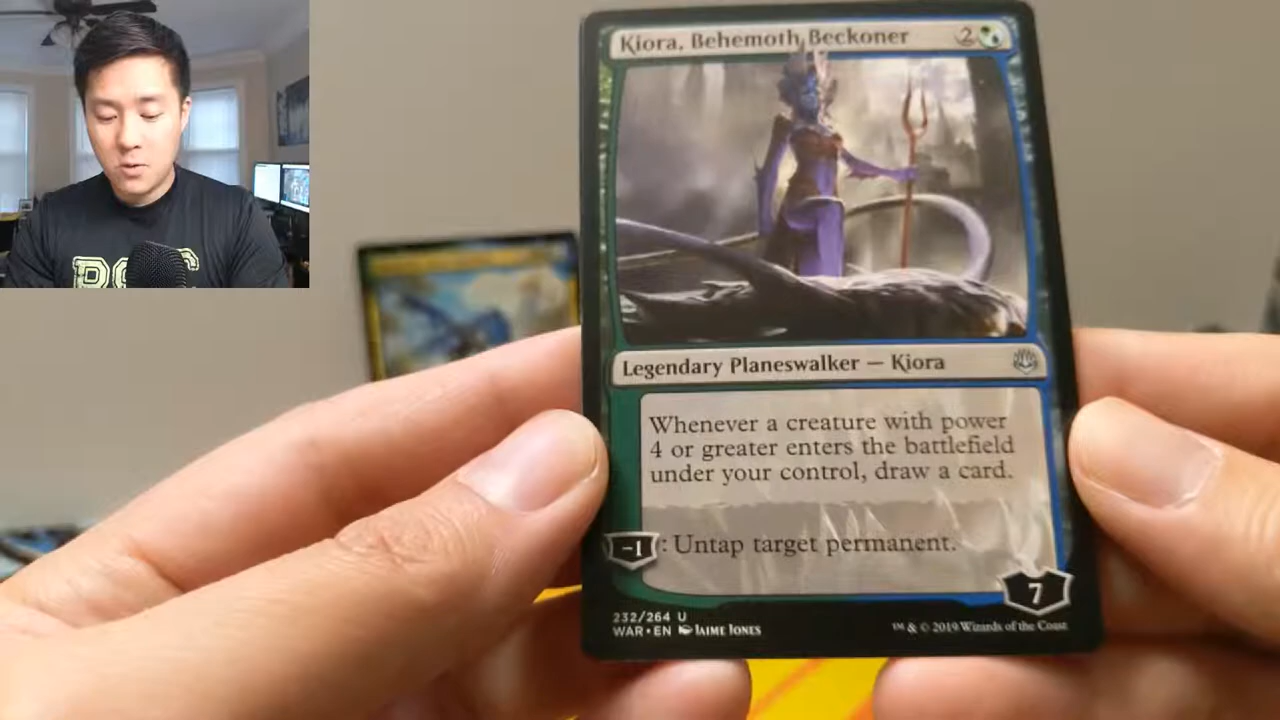 Kiora, Behemoth Beckoner 2
Legendary Planeswalker — Kiora
Whenever a creature with power
4 or greater enters the battlefield
under your control, draw a card.
-1 : Untap target permanent.
7
232/264 U
WAR • EN JAIME JONES
™ & © 2019 Wizards of the Coast